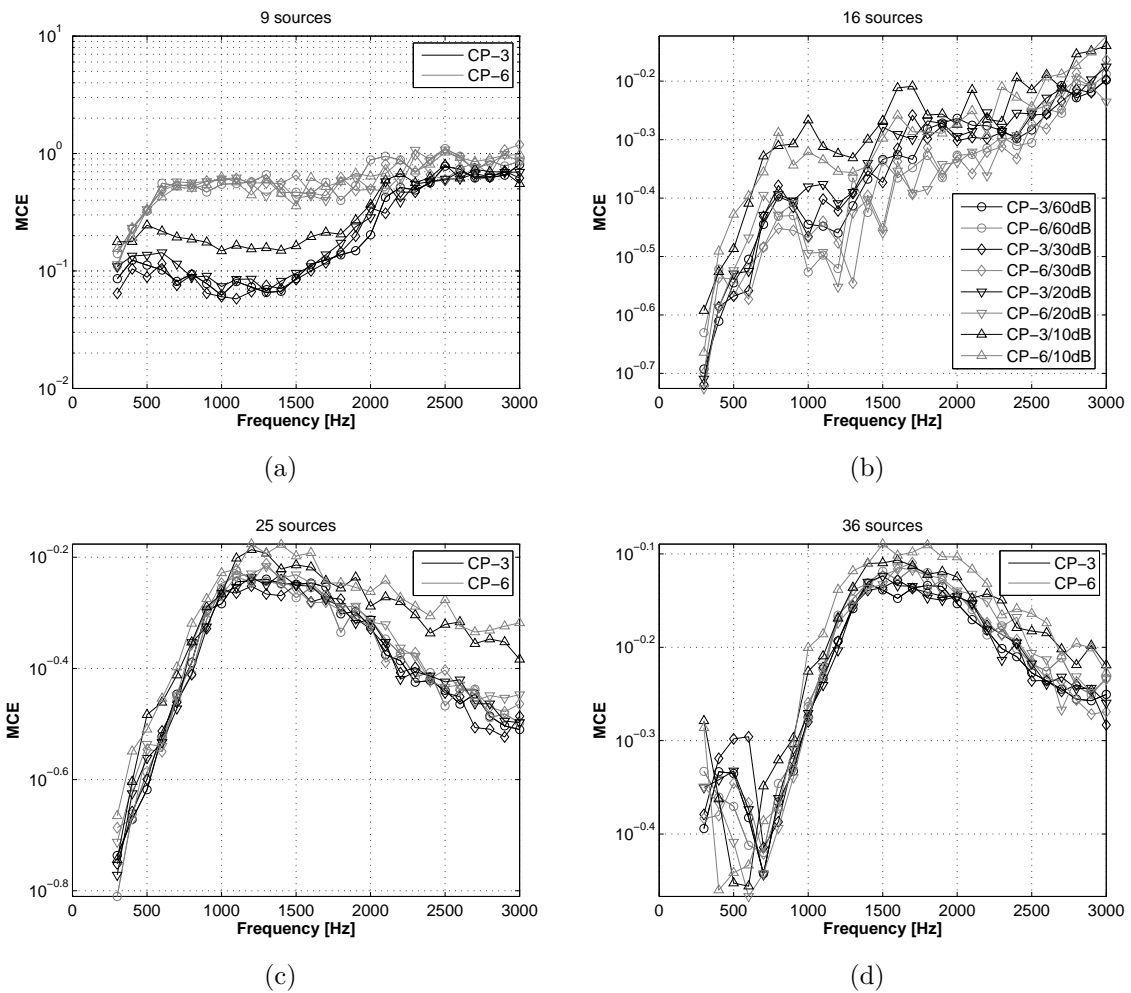 9 sources
MCE
10^1
10^0
10^-1
10^-2
CP-3
CP-6
0 500 1000 1500 2000 2500 3000
Frequency [Hz]
(a)
16 sources
MCE
10^-0.2
10^-0.3
10^-0.4
10^-0.5
10^-0.6
10^-0.7
CP-3/60dB
CP-6/60dB
CP-3/30dB
CP-6/30dB
CP-3/20dB
CP-6/20dB
CP-3/10dB
CP-6/10dB
0 500 1000 1500 2000 2500 3000
Frequency [Hz]
(b)
25 sources
MCE
10^-0.2
10^-0.4
10^-0.6
10^-0.8
CP-3
CP-6
0 500 1000 1500 2000 2500 3000
Frequency [Hz]
(c)
36 sources
MCE
10^-0.1
10^-0.2
10^-0.3
10^-0.4
CP-3
CP-6
0 500 1000 1500 2000 2500 3000
Frequency [Hz]
(d)